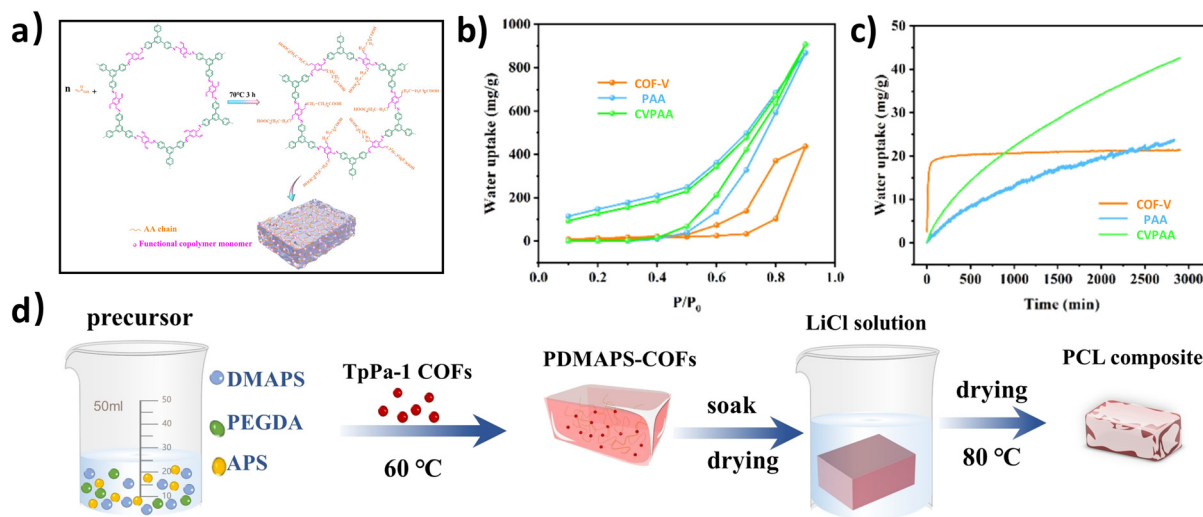 a)
n
+
70℃ 3 h
AA chain
Functional copolymer monomer
b)
Water uptake (mg/g)
1000
800
600
400
200
0
COF-V
PAA
CVPAA
0.0 0.2 0.4 0.6 0.8 1.0
P/P₀
c)
Water uptake (mg/g)
50
40
30
20
10
0
COF-V
PAA
CVPAA
0 500 1000 1500 2000 2500 3000
Time (min)
d)
precursor
50ml
50
40
30
20
10
DMAPS
PEGDA
APS
TpPa-1 COFs
60 ℃
PDMAPS-COFs
soak
drying
LiCl solution
drying
80 ℃
PCL composite